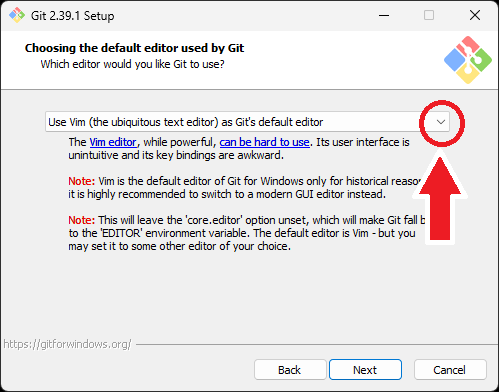 Git 2.39.1 Setup
Choosing the default editor used by Git
Which editor would you like Git to use?
Use Vim (the ubiquitous text editor) as Git's default editor
The Vim editor, while powerful, can be hard to use. Its user interface is
unintuitive and its key bindings are awkward.
Note: Vim is the default editor of Git for Windows only for historical
it is highly recommended to switch to a modern GUI editor instead.
Note: This will leave the 'core.editor' option unset, which will make Git fall
to the 'EDITOR' environment variable. The default editor is Vim - but you
may set it to some other editor of your choice.
https://gitforwindows.org/
Back
Next
Cancel